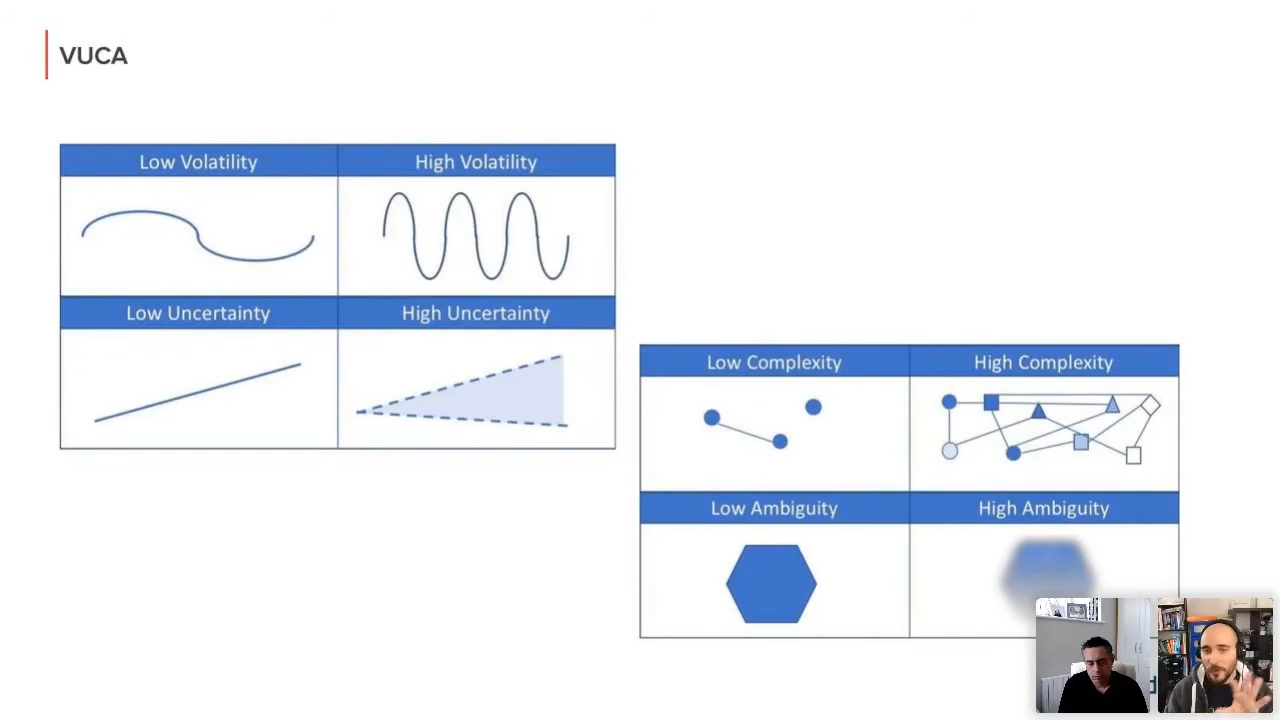 VUCA
Low Volatility
High Volatility
Low Uncertainty
High Uncertainty
Low Complexity
High Complexity
Low Ambiguity
High Ambiguity